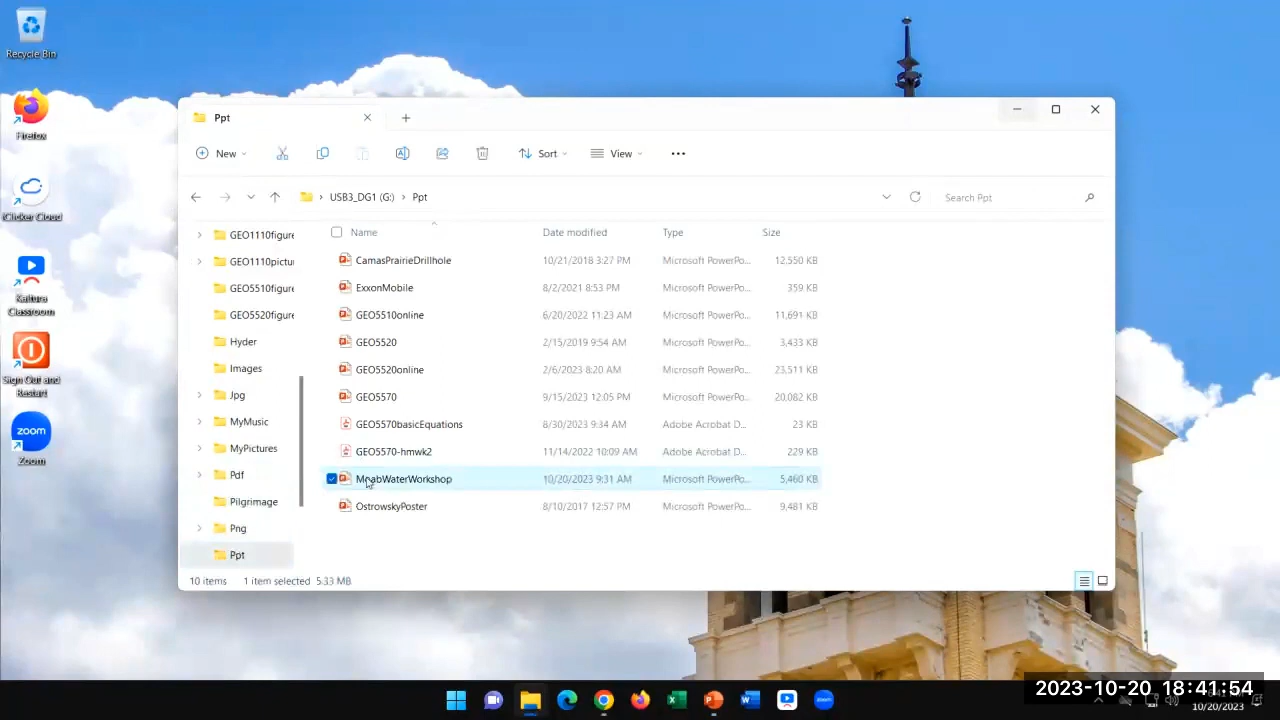 Recycle Bin
Firefox
iClicker Cloud
Kaltura
Classroom
Sign Out and
Restart
zoom
Zoom
Ppt
New
Sort
View
USB3_DG1 (G:) > Ppt
Search Ppt
GEO1110figure
GEO1110pictu
GEO5510figure
GEO5520figure
Hyder
Images
Jpg
MyMusic
MyPictures
Pdf
Pilgrimage
Png
Ppt
Name Date modified Type Size
CamasPrairieDrillhole 10/21/2018 3:27 PM Microsoft PowerPo... 12,550 KB
ExxonMobile 8/2/2021 8:53 PM Microsoft PowerPo... 359 KB
GEO5510online 6/20/2022 11:23 AM Microsoft PowerPo... 11,691 KB
GEO5520 2/15/2019 9:54 AM Microsoft PowerPo... 3,433 KB
GEO5520online 2/6/2023 8:20 AM Microsoft PowerPo... 23,511 KB
GEO5570 9/15/2023 12:05 PM Microsoft PowerPo... 20,082 KB
GEO5570basicEquations 8/30/2023 9:34 AM Adobe Acrobat D... 23 KB
GEO5570-hmwk2 11/14/2022 10:09 AM Adobe Acrobat D... 229 KB
MoabWaterWorkshop 10/20/2023 9:31 AM Microsoft PowerPo... 5,460 KB
OstrowskyPoster 8/10/2017 12:57 PM Microsoft PowerPo... 9,481 KB
10 items 1 item selected 5.33 MB
2023-10-20 18:41:54
10/20/2023